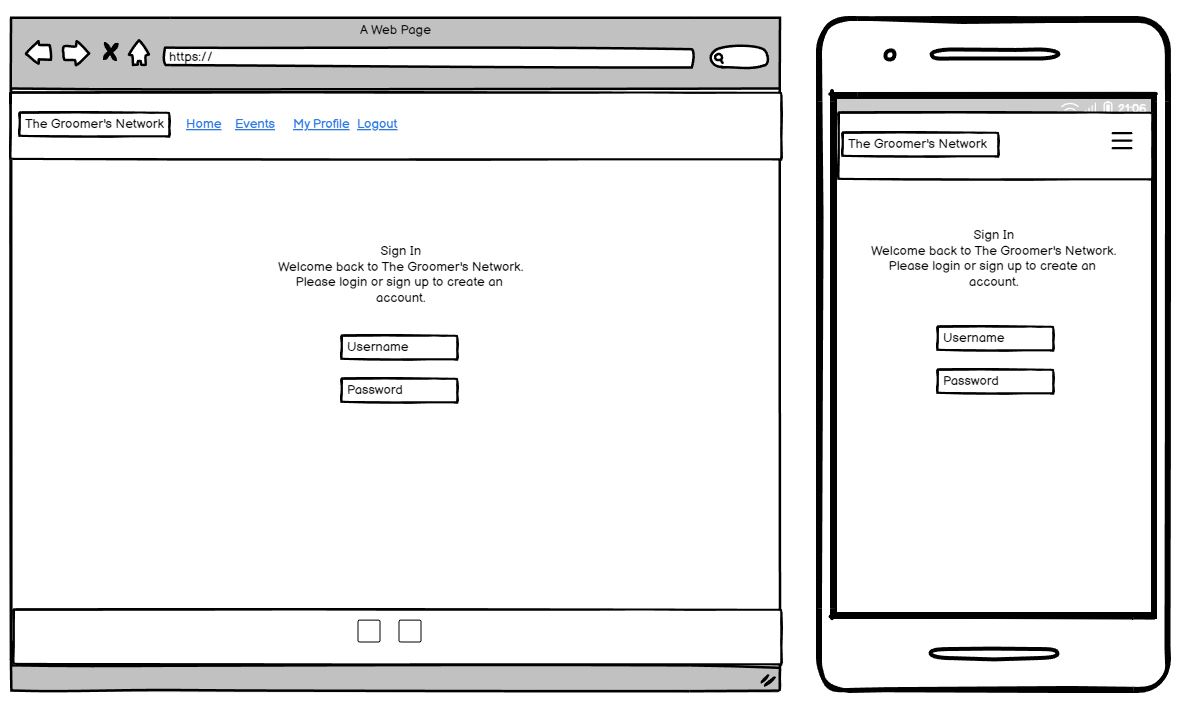 A Web Page
https://
The Groomer's Network Home Events My Profile Logout
Sign In
Welcome back to The Groomer's Network.
Please login or sign up to create an
account.
Username
Password
21:06
The Groomer's Network
Sign In
Welcome back to The Groomer's Network.
Please login or sign up to create an
account.
Username
Password